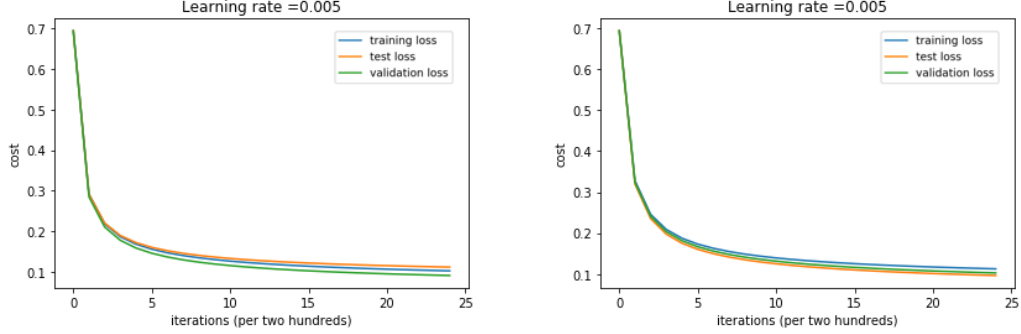 Learning rate =0.005
0.7
0.6
0.5
0.4
0.3
0.2
0.1
cost
training loss
test loss
validation loss
0 5 10 15 20 25
iterations (per two hundreds)
Learning rate =0.005
0.7
0.6
0.5
0.4
0.3
0.2
0.1
cost
training loss
test loss
validation loss
0 5 10 15 20 25
iterations (per two hundreds)